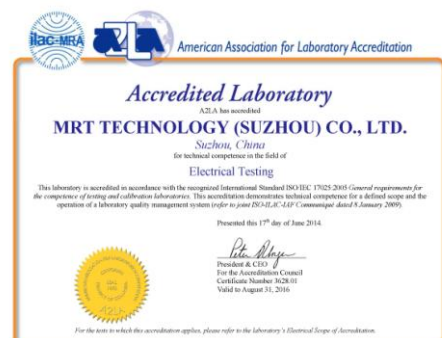 ilac-MRA
A2LA
American Association for Laboratory Accreditation
Accredited Laboratory
A2LA has accredited
MRT TECHNOLOGY (SUZHOU) CO., LTD.
Suzhou, China
for technical competence in the field of
Electrical Testing
This laboratory is accredited in accordance with the recognized International Standard ISO/IEC 17025:2005 General requirements for
the competence of testing and calibration laboratories. This accreditation demonstrates technical competence for a defined scope and the
operation of a laboratory quality management system (refer to joint ISO-ILAC-IAF Communiqué dated 8 January 2009).
Presented this 17th day of June 2014.
President & CEO
For the Accreditation Council
Certificate Number 3628.01
Valid to August 31, 2016
A2LA
For the tests to which this accreditation applies, please refer to the laboratory's Electrical Scope of Accreditation.